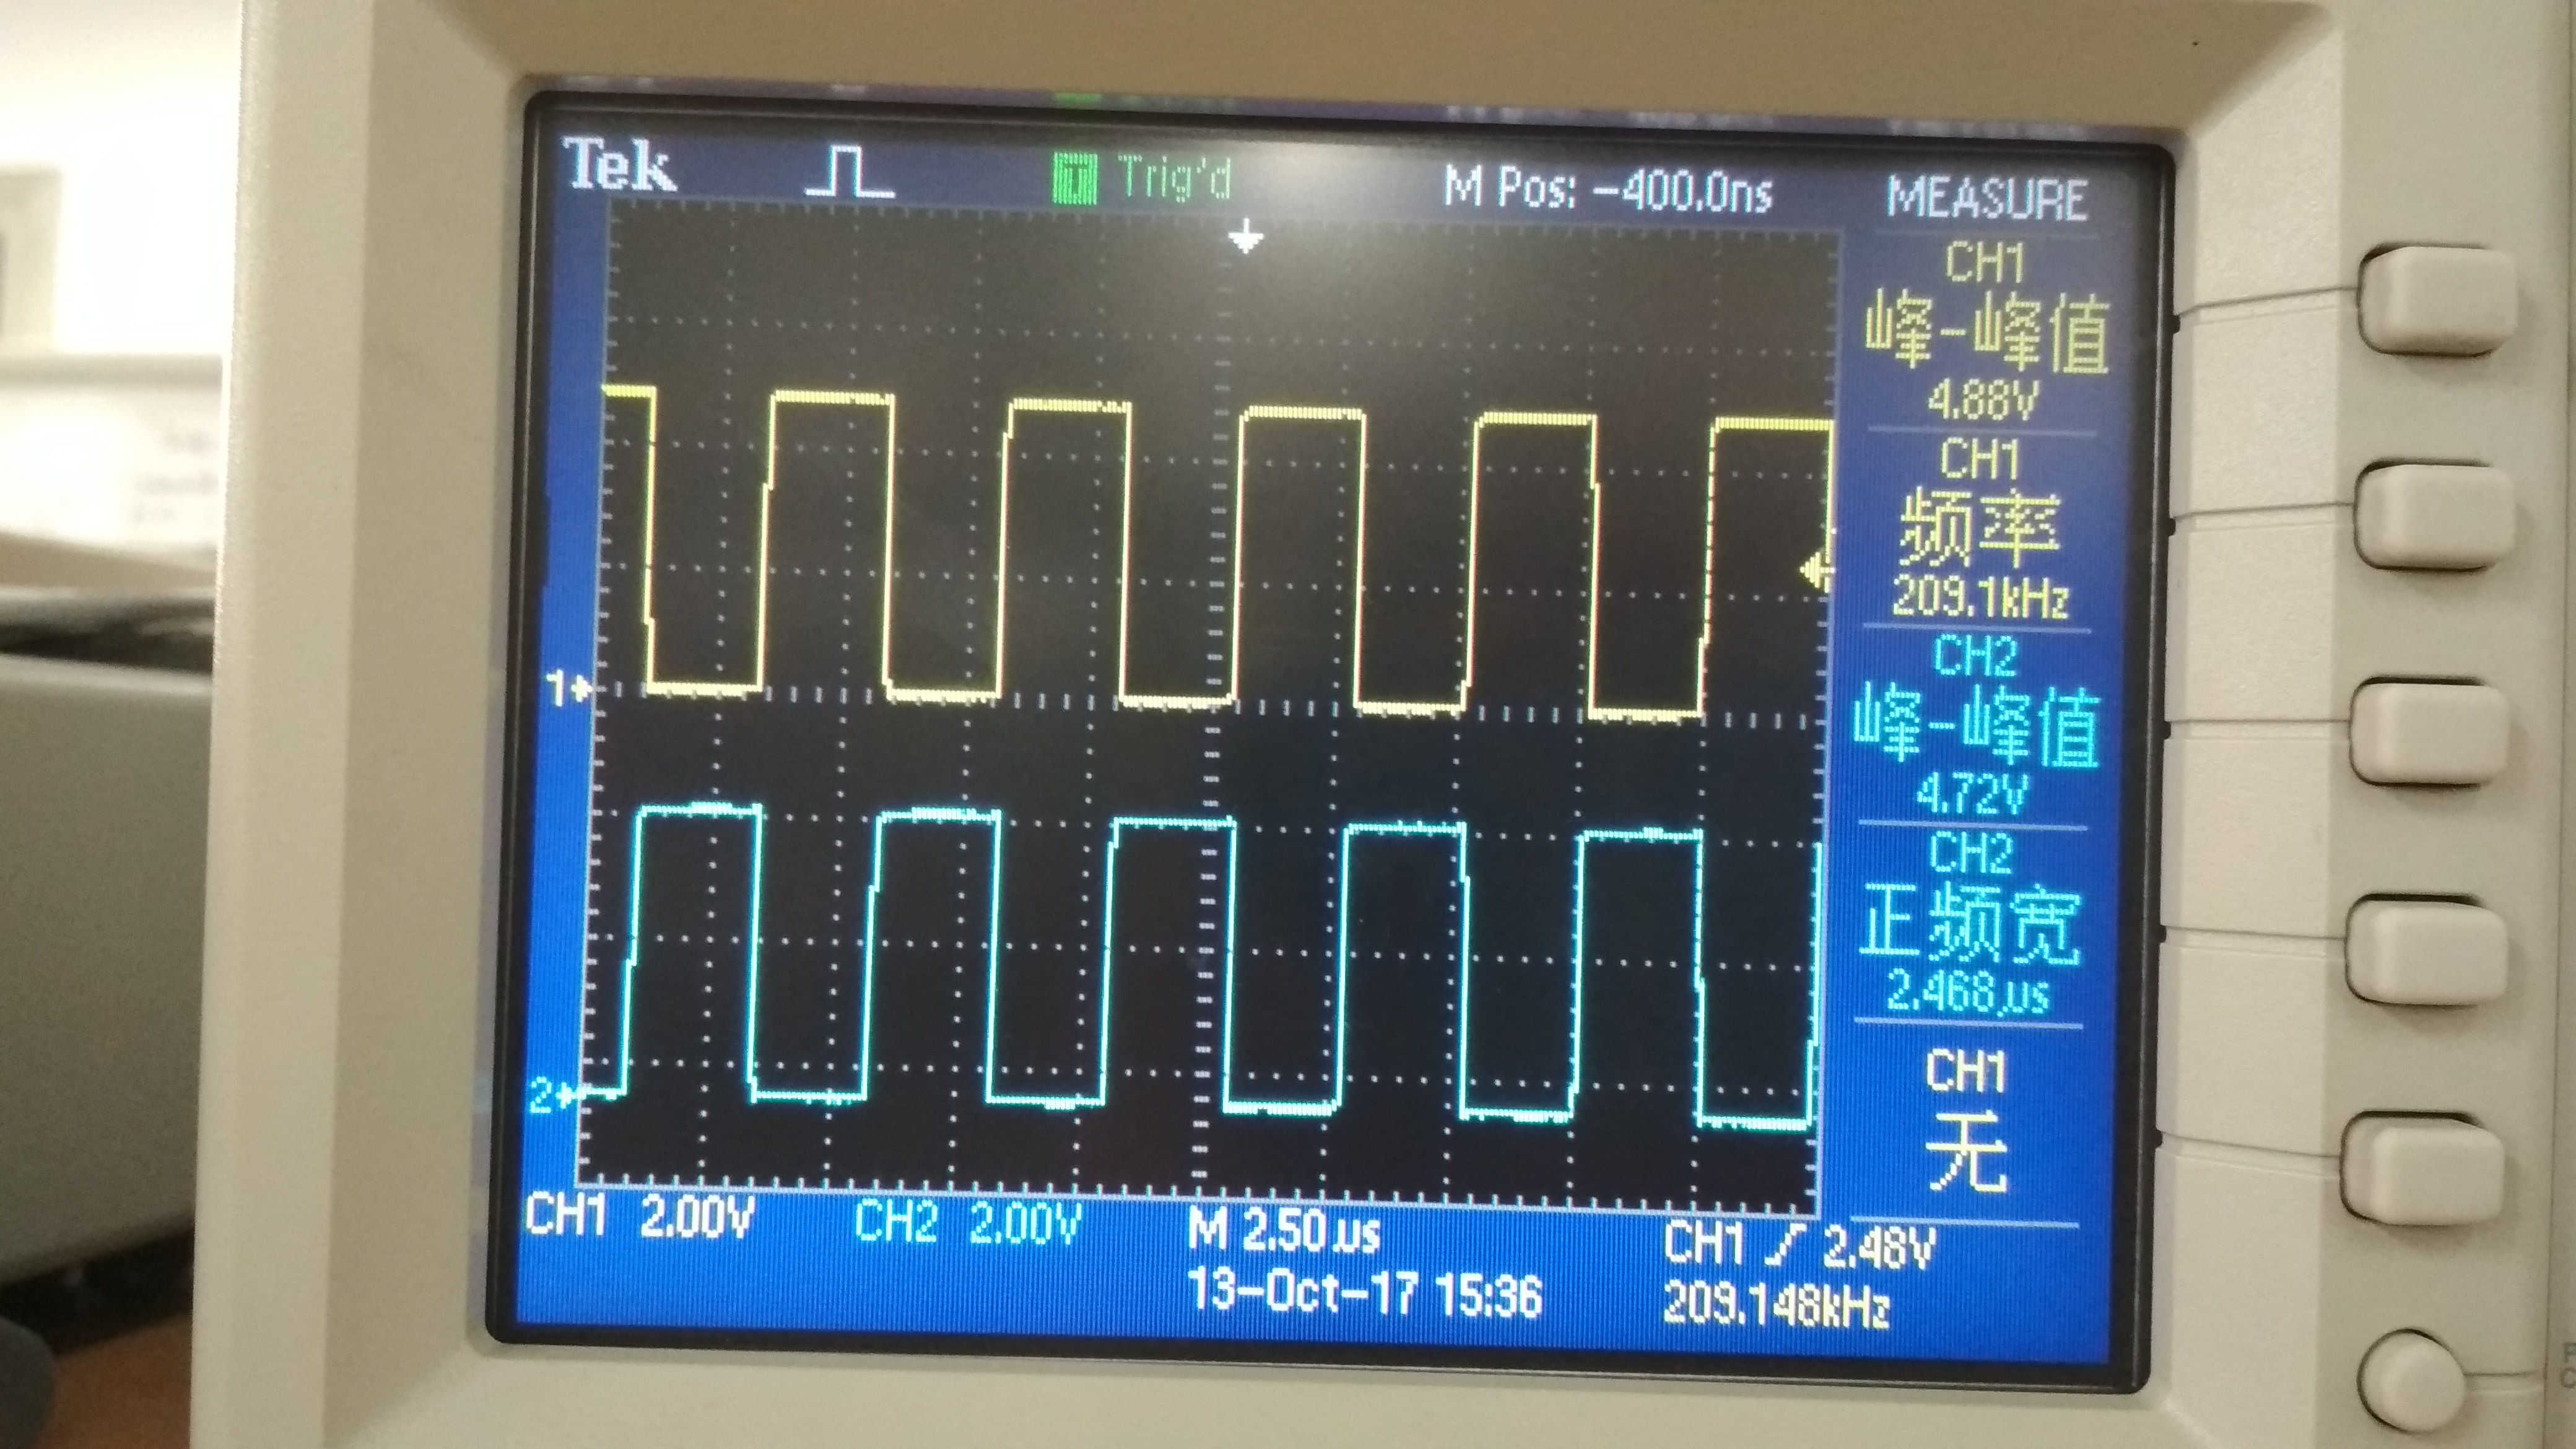 Tek Trig'd M Pos: -400.0ns MEASURE
CH1
峰-峰值
4.88V
CH1
频率
209.1kHz
CH2
峰-峰值
4.72V
CH2
正频宽
2.468µs
CH1
无
1
2
CH1 2.00V CH2 2.00V M 2.50µs CH1 2.48V
13-Oct-17 15:36 209.148kHz